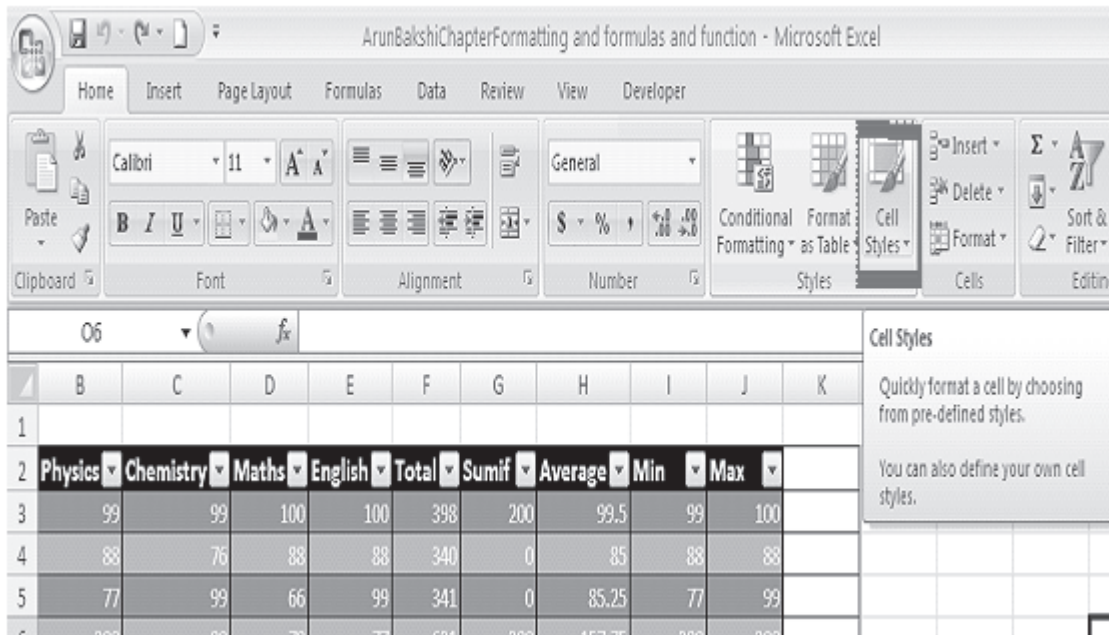 ArunBakshiChapterFormatting and formulas and function - Microsoft Excel
Home Insert Page Layout Formulas Data Review View Developer
Calibri 11 A A General Insert Σ A Z
Paste Delete
B I U A $ % , Conditional Format Cell Format Sort &
Formatting as Table Styles Filter
Clipboard Font Alignment Number Styles Cells Editin
O6 fx Cell Styles
B C D E F G H I J K
Quickly format a cell by choosing
from pre-defined styles.
You can also define your own cell
styles.
1
2 Physics Chemistry Maths English Total Sumif Average Min Max
3 99 99 100 100 398 200 99.5 99 100
4 88 76 88 88 340 0 85 88 88
5 77 99 66 99 341 0 85.25 77 99